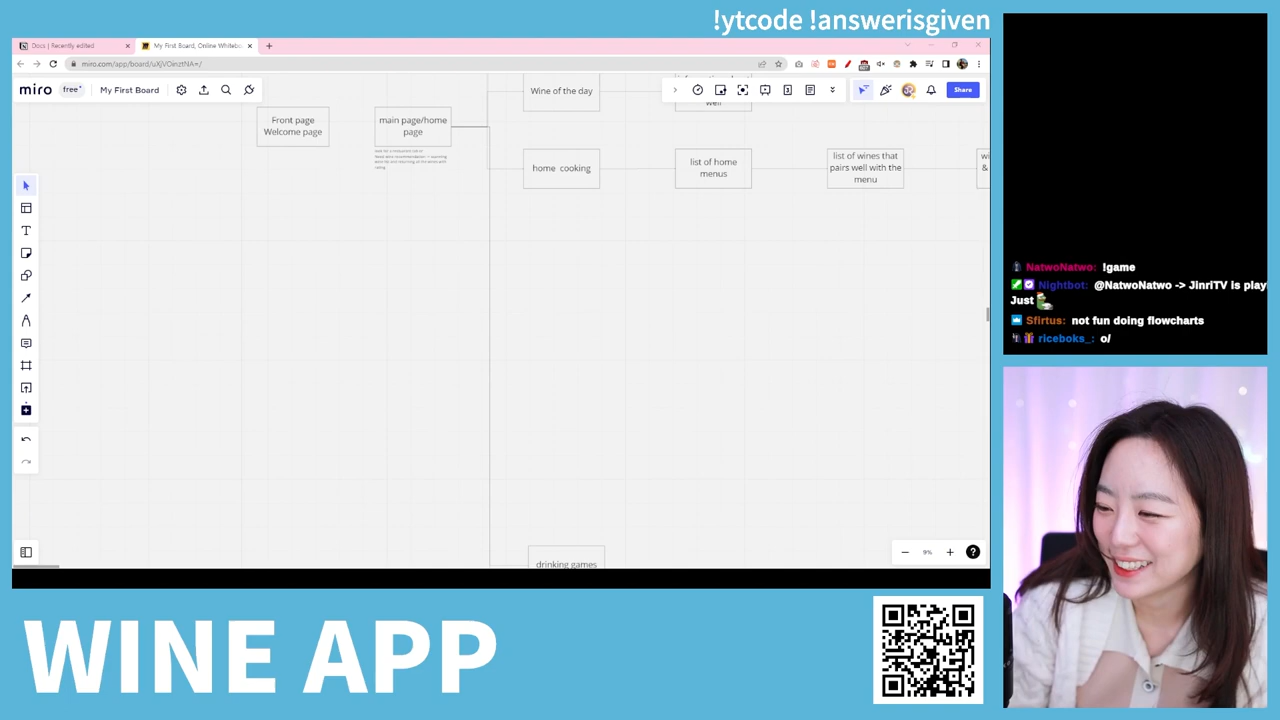 !ytcode !answerisgiven
Docs | Recently edited
My First Board, Online Whitebo
miro.com/app/board/uXjVOinztNA=/
miro
free
My First Board
Share
Front page
Welcome page
main page/home
page
Wine of the day
well
home cooking
list of home
menus
list of wines that
pairs well with the
menu
wi
&
drinking games
9%
NatwoNatwo: !game
Nightbot: @NatwoNatwo -> JinriTV is play
Just
Sfirtus: not fun doing flowcharts
riceboks_: o/
WINE APP